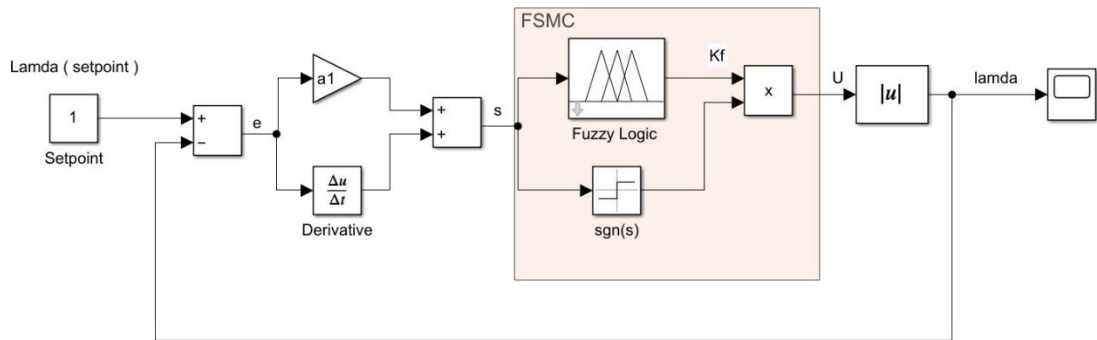 FSMC
Lamda ( setpoint )
1
Setpoint
+
−
e
a1
Δu
Δt
Derivative
+
+
s
Fuzzy Logic
sgn(s)
Kf
x
U
|u|
lamda